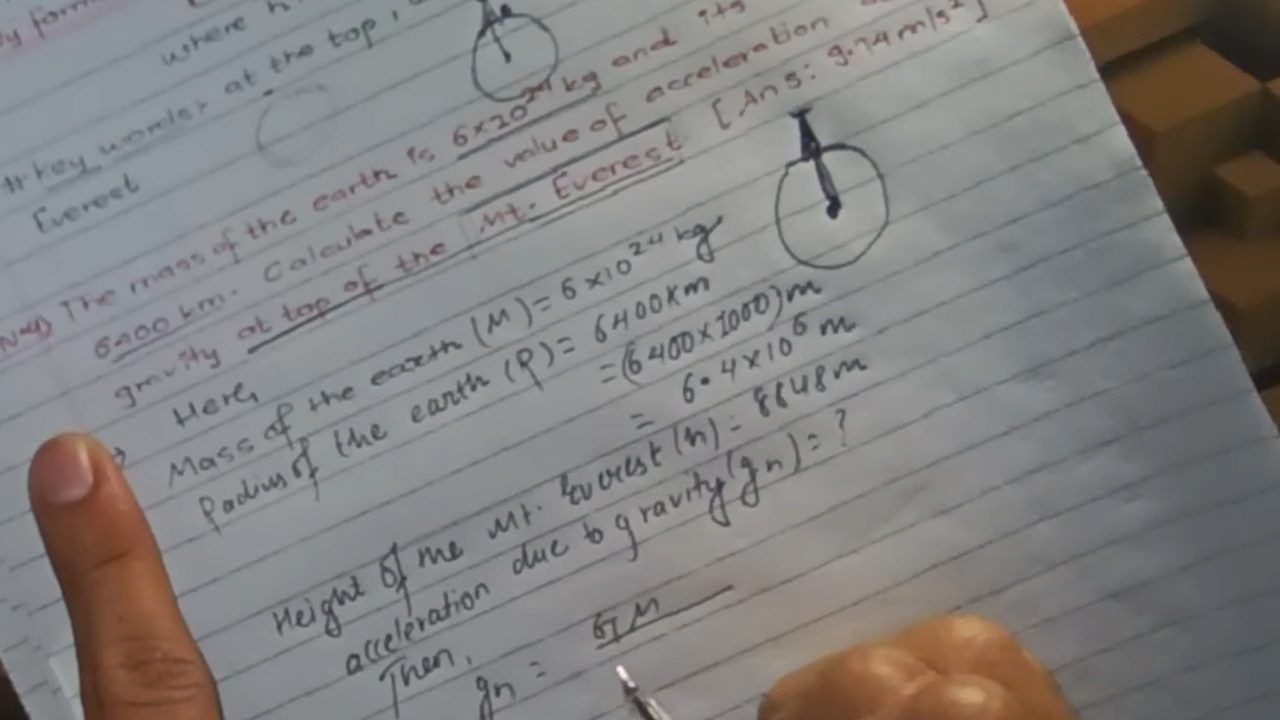 y form
where h
# key words at the top,
Everest
N~4) The mass of the earth is 6×10²⁴ kg and its
6400 km. Calculate the value of acceleration
gravity at top of the Mt. Everest [Ans: 9.74 m/s²]
Here,
Mass of the earth (M) = 6×10²⁴ kg
Radius of the earth (R) = 6400 km
= (6400×1000) m
= 6.4×10⁶ m
Height of the Mt. Everest (h) = 8848 m
acceleration due to gravity (gh) = ?
Then,
gh = GM